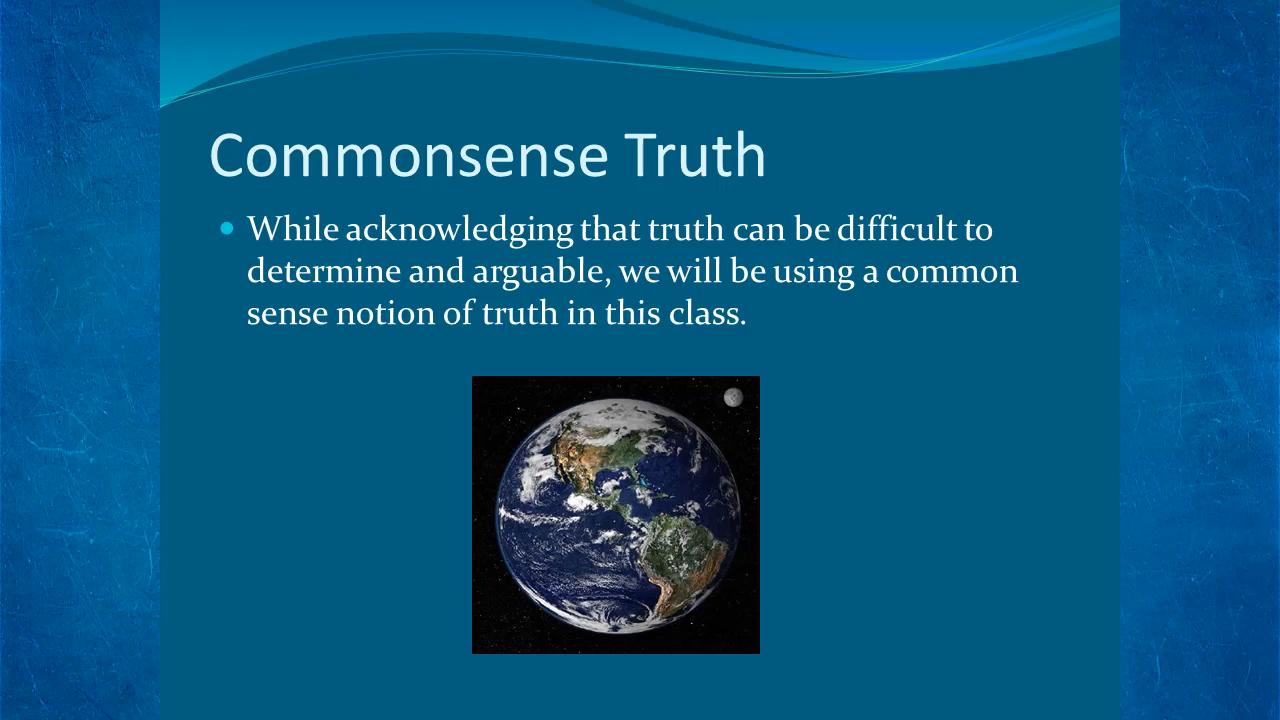 Commonsense Truth
While acknowledging that truth can be difficult to
determine and arguable, we will be using a common
sense notion of truth in this class.